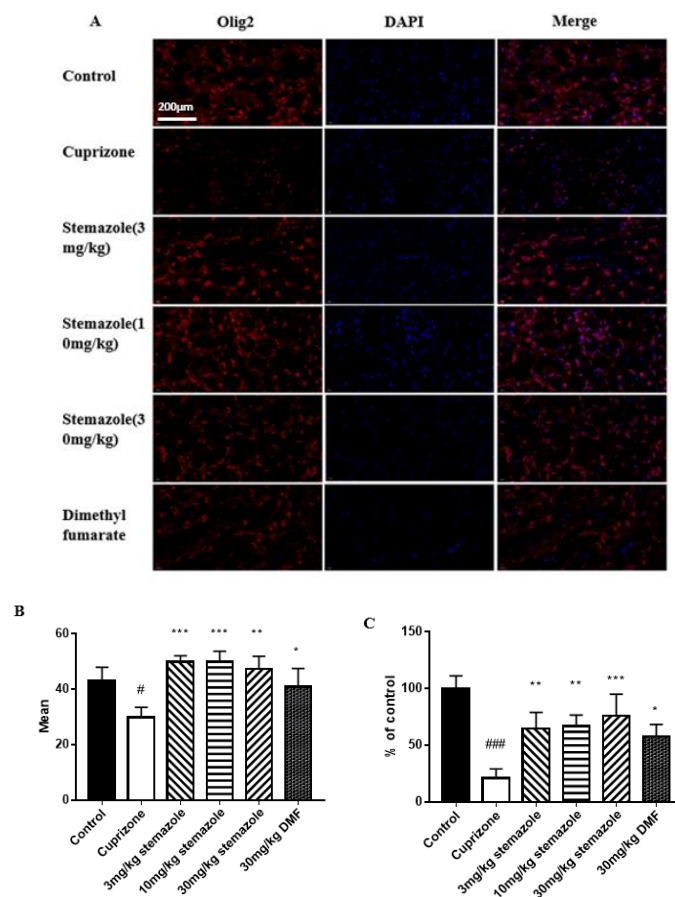 A
Olig2
DAPI
Merge
Control
200μm
Cuprizone
Stemazole(3
mg/kg)
Stemazole(1
0mg/kg)
Stemazole(3
0mg/kg)
Dimethyl
fumarate
B
Mean
60
40
20
0
#
***
***
**
*
Control
Cuprizone
3mg/kg stemazole
10mg/kg stemazole
30mg/kg stemazole
30mg/kg DMF
C
% of control
150
100
50
0
###
**
**
***
*
Control
Cuprizone
3mg/kg stemazole
10mg/kg stemazole
30mg/kg stemazole
30mg/kg DMF